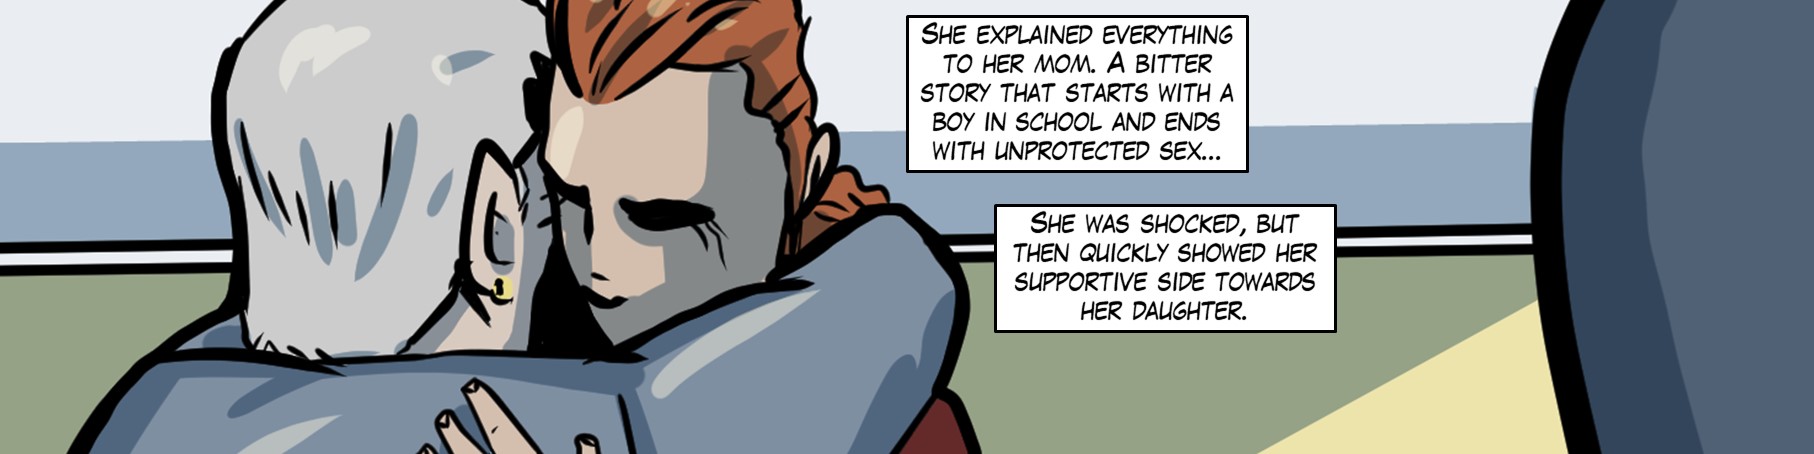 SHE EXPLAINED EVERYTHING
TO HER MOM. A BITTER
STORY THAT STARTS WITH A
BOY IN SCHOOL AND ENDS
WITH UNPROTECTED SEX...
SHE WAS SHOCKED, BUT
THEN QUICKLY SHOWED HER
SUPPORTIVE SIDE TOWARDS
HER DAUGHTER.